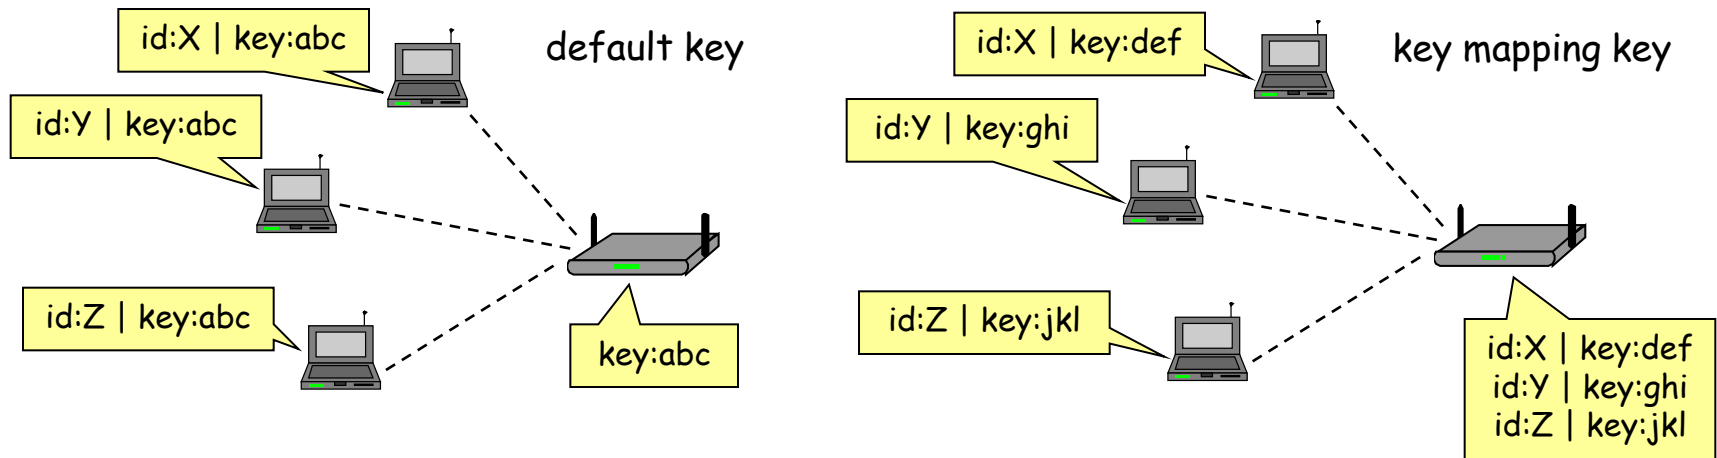 default key
id:X | key:abc
id:Y | key:abc
id:Z | key:abc
key:abc
key mapping key
id:X | key:def
id:Y | key:ghi
id:Z | key:jkl
id:X | key:def
id:Y | key:ghi
id:Z | key:jkl